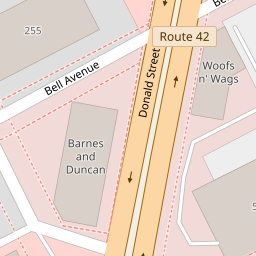 255
Route 42
Bell Avenue
Donald Street
Woofs
n' Wags
Barnes
and
Duncan